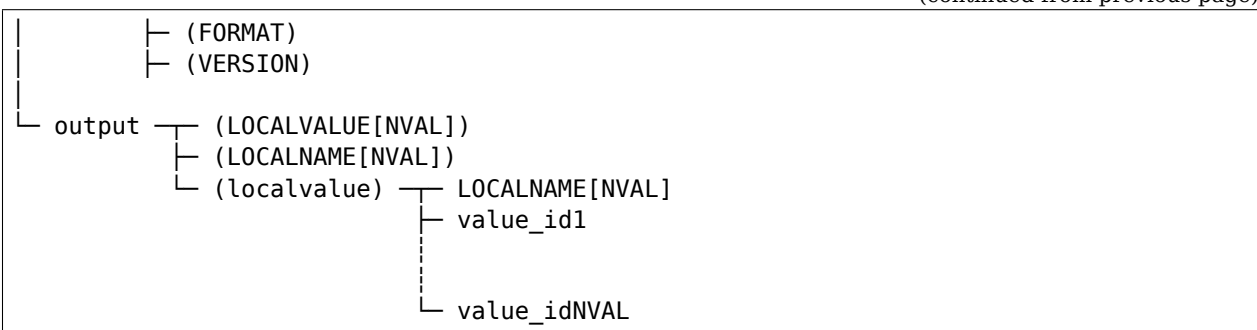 (continued from previous page)
│       ├─ (FORMAT)
│       ├─ (VERSION)
│
└─ output ─┬─ (LOCALVALUE[NVAL])
           ├─ (LOCALNAME[NVAL])
           └─ (localvalue) ─┬─ LOCALNAME[NVAL]
                            ├─ value_id1
                            ┊
                            ┊
                            └─ value_idNVAL